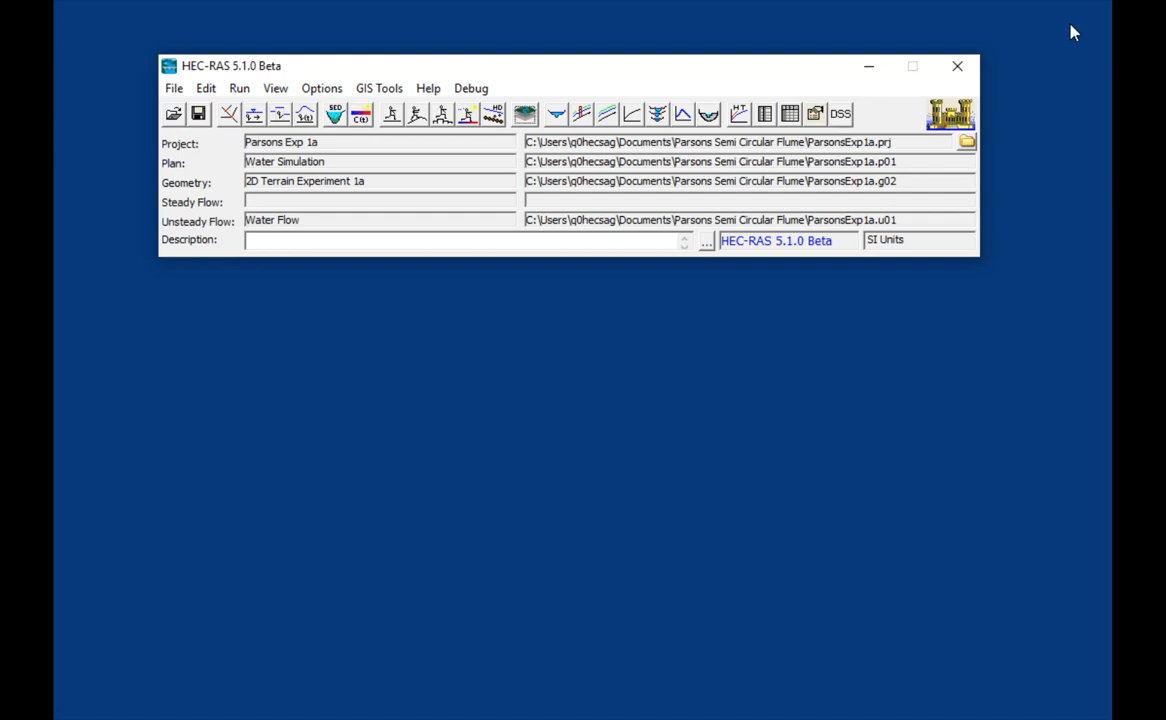 HEC-RAS 5.1.0 Beta
File Edit Run View Options GIS Tools Help Debug
SED C(t) HD HT DSS
Project: Parsons Exp 1a C:\Users\q0hecsag\Documents\Parsons Semi Circular Flume\ParsonsExp1a.prj
Plan: Water Simulation C:\Users\q0hecsag\Documents\Parsons Semi Circular Flume\ParsonsExp1a.p01
Geometry: 2D Terrain Experiment 1a C:\Users\q0hecsag\Documents\Parsons Semi Circular Flume\ParsonsExp1a.g02
Steady Flow:
Unsteady Flow: Water Flow C:\Users\q0hecsag\Documents\Parsons Semi Circular Flume\ParsonsExp1a.u01
Description: ... HEC-RAS 5.1.0 Beta SI Units